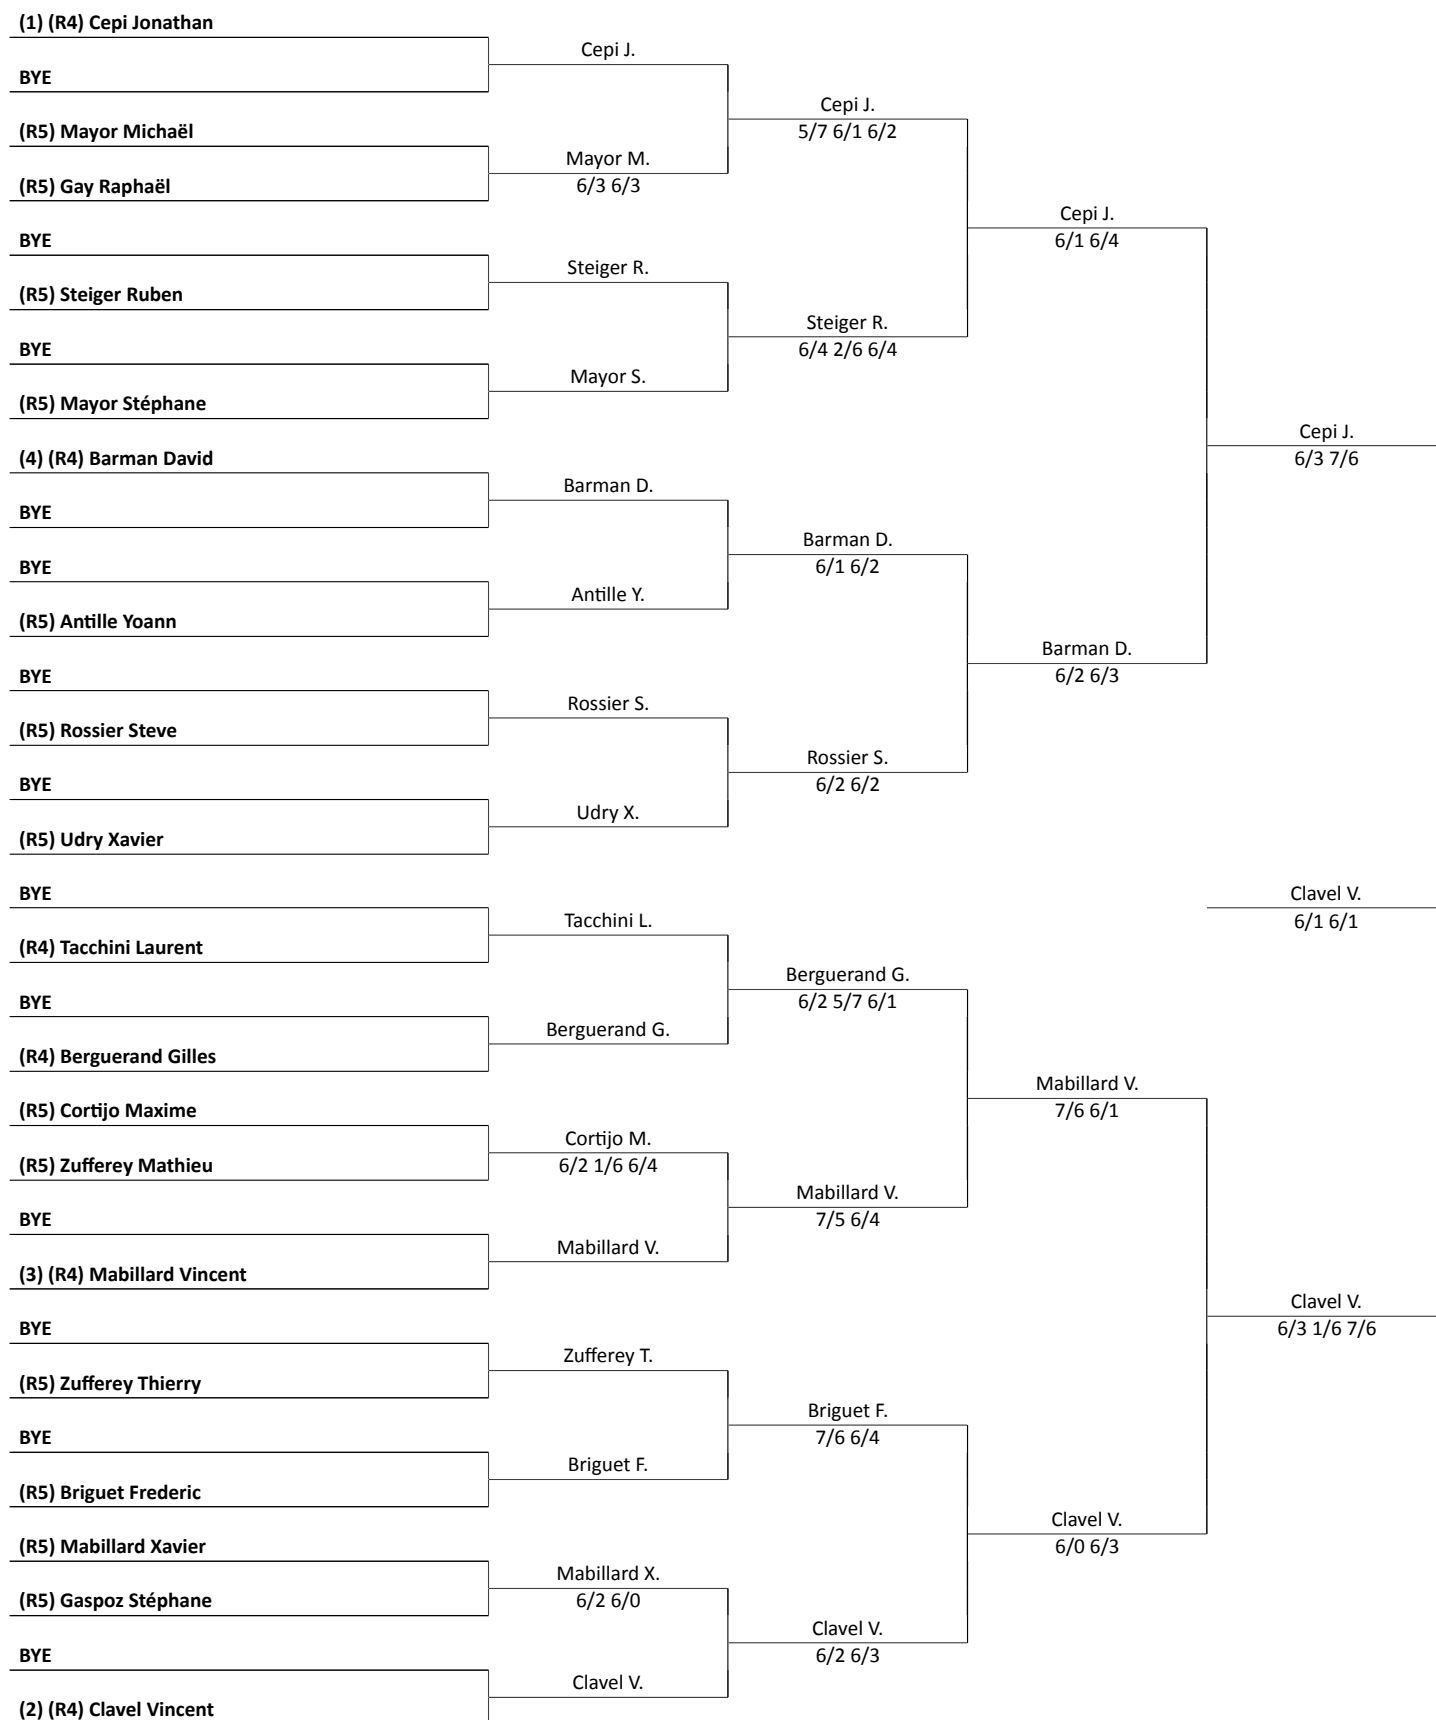 (1) (R4) Cepi Jonathan
BYE
(R5) Mayor Michaël
(R5) Gay Raphaël
BYE
(R5) Steiger Ruben
BYE
(R5) Mayor Stéphane
(4) (R4) Barman David
BYE
BYE
(R5) Antille Yoann
BYE
(R5) Rossier Steve
BYE
(R5) Udry Xavier
BYE
(R4) Tacchini Laurent
BYE
(R4) Berguerand Gilles
(R5) Cortijo Maxime
(R5) Zufferey Mathieu
BYE
(3) (R4) Mabillard Vincent
BYE
(R5) Zufferey Thierry
BYE
(R5) Briguet Frederic
(R5) Mabillard Xavier
(R5) Gaspoz Stéphane
BYE
(2) (R4) Clavel Vincent
Cepi J.
Mayor M.
6/3 6/3
Steiger R.
Mayor S.
Barman D.
Antille Y.
Rossier S.
Udry X.
Tacchini L.
Berguerand G.
Cortijo M.
6/2 1/6 6/4
Mabillard V.
Zufferey T.
Briguet F.
Mabillard X.
6/2 6/0
Clavel V.
Cepi J.
5/7 6/1 6/2
Steiger R.
6/4 2/6 6/4
Barman D.
6/1 6/2
Rossier S.
6/2 6/2
Berguerand G.
6/2 5/7 6/1
Mabillard V.
7/5 6/4
Briguet F.
7/6 6/4
Clavel V.
6/2 6/3
Cepi J.
6/1 6/4
Barman D.
6/2 6/3
Mabillard V.
7/6 6/1
Clavel V.
6/0 6/3
Cepi J.
6/3 7/6
Clavel V.
6/1 6/1
Clavel V.
6/3 1/6 7/6